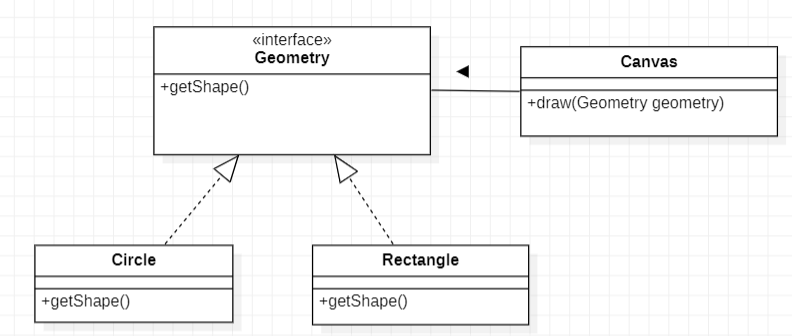 «interface»
Geometry
+getShape()
Canvas
+draw(Geometry geometry)
Circle
+getShape()
Rectangle
+getShape()